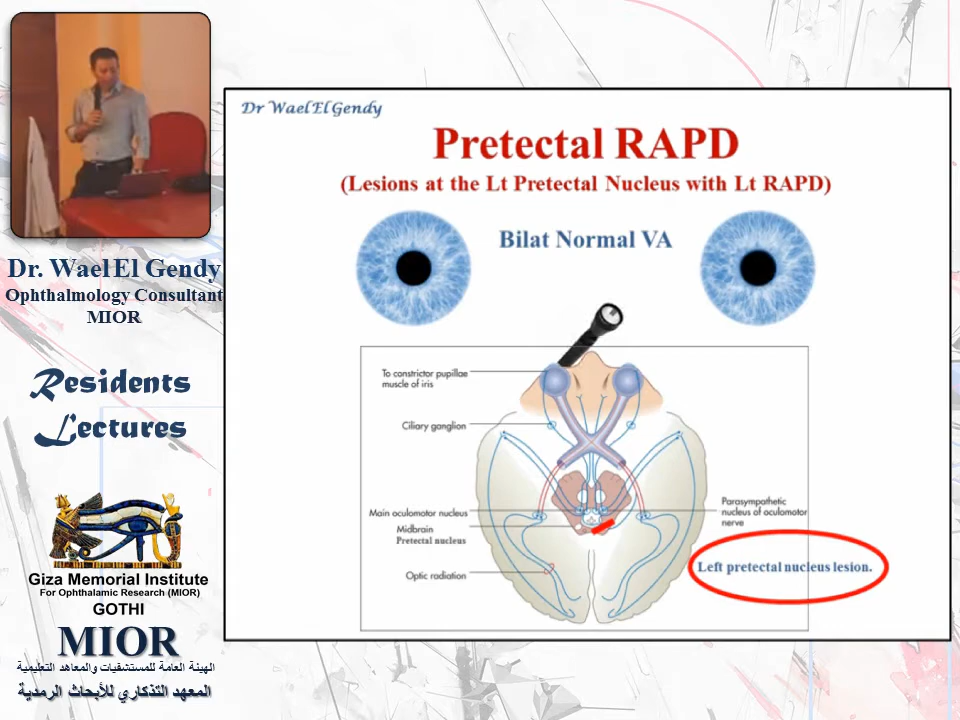 Dr. Wael El Gendy
Ophthalmology Consultant
MIOR
Residents
Lectures
Giza Memorial Institute
For Ophthalamic Research (MIOR)
GOTHI
MIOR
الهيئة العامة للمستشفيات والمعاهد التعليمية
المعهد التذكاري للأبحاث الرمدية
Dr Wael El Gendy
Pretectal RAPD
(Lesions at the Lt Pretectal Nucleus with Lt RAPD)
Bilat Normal VA
To constrictor pupillae
muscle of iris
Ciliary ganglion
Main oculomotor nucleus
Midbrain
Pretectal nucleus
Optic radiation
Parasympathetic
nucleus of oculomotor
nerve
Left pretectal nucleus lesion.